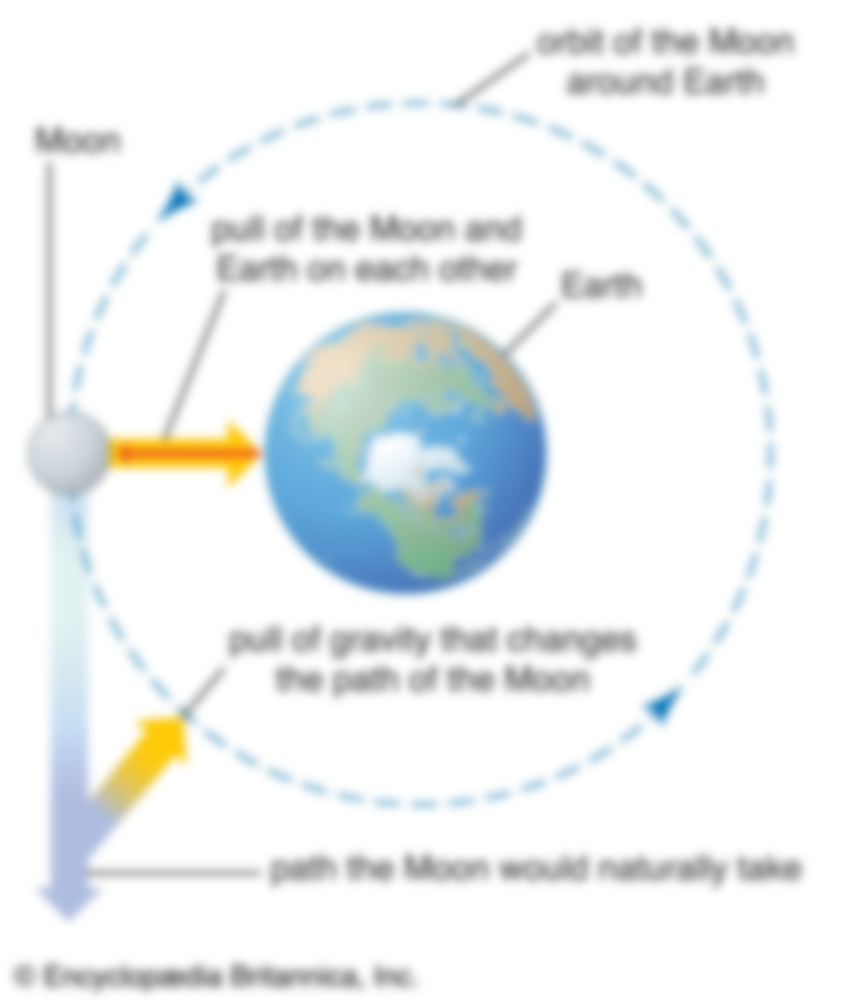 orbit of the Moon
around Earth
Moon
pull of the Moon and
Earth on each other
Earth
pull of gravity that changes
the path of the Moon
path the Moon would naturally take
© Encyclopædia Britannica, Inc.